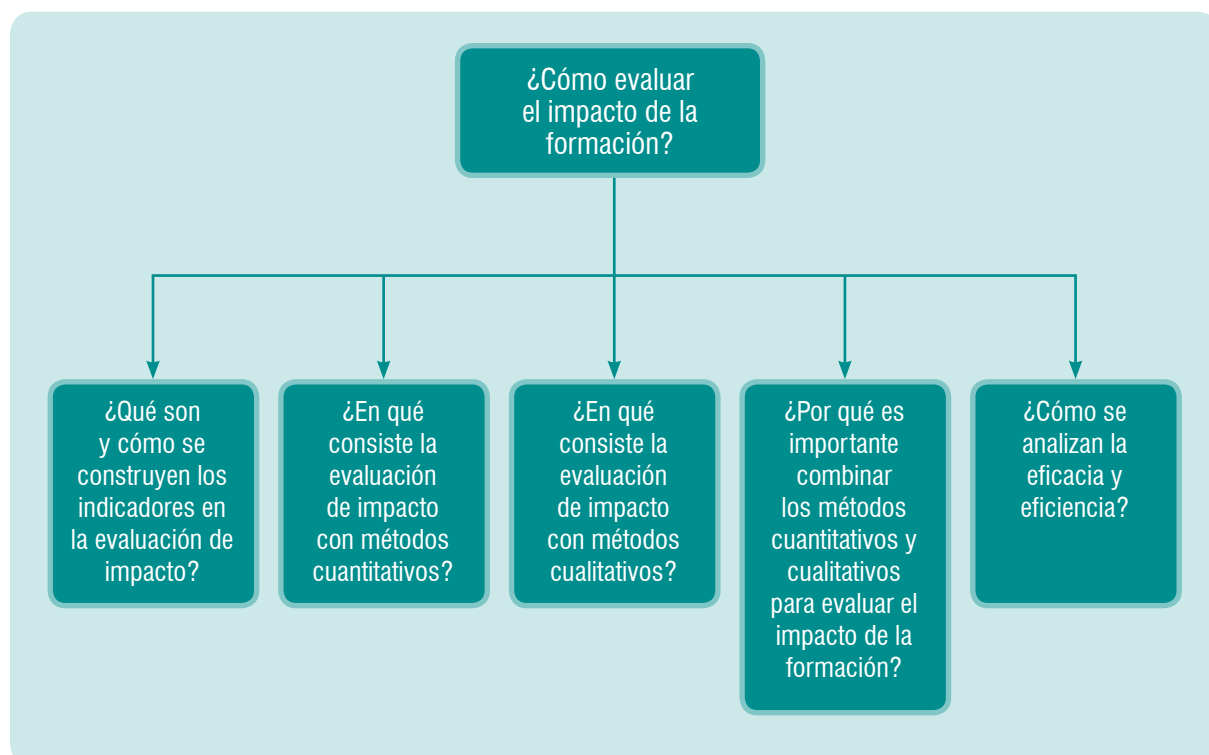 ¿Cómo evaluar
el impacto de la
formación?
¿Qué son
y cómo se
construyen los
indicadores en
la evaluación de
impacto?
¿En qué
consiste la
evaluación
de impacto
con métodos
cuantitativos?
¿En qué
consiste la
evaluación
de impacto
con métodos
cualitativos?
¿Por qué es
importante
combinar
los métodos
cuantitativos y
cualitativos
para evaluar el
impacto de la
formación?
¿Cómo se
analizan la
eficacia y
eficiencia?